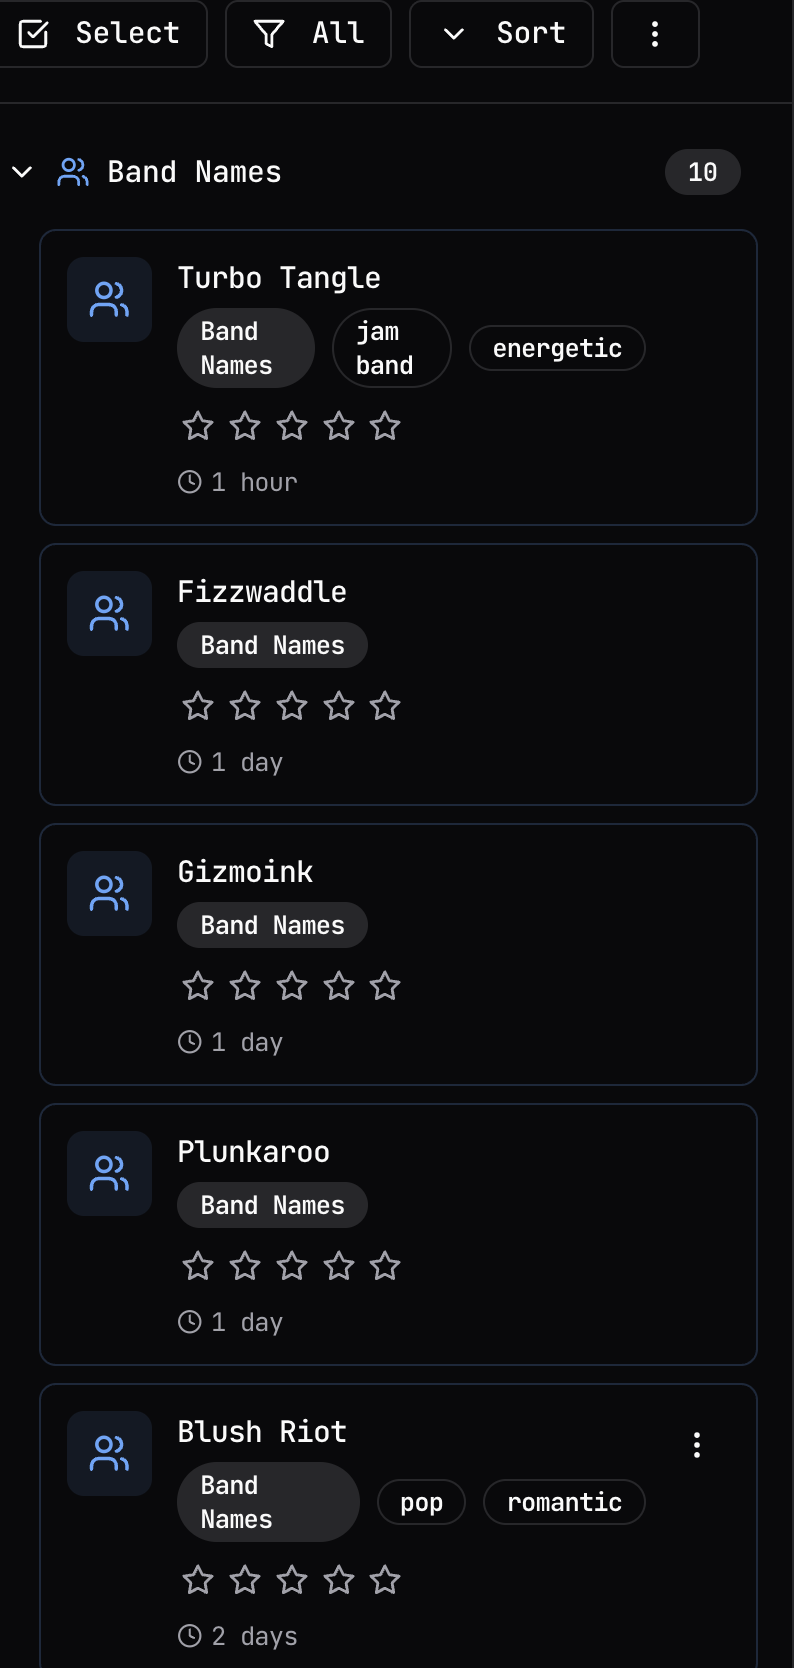 Select All Sort
Band Names 10
Turbo Tangle
Band Names jam band energetic
1 hour
Fizzwaddle
Band Names
1 day
Gizmoink
Band Names
1 day
Plunkaroo
Band Names
1 day
Blush Riot
Band Names pop romantic
2 days